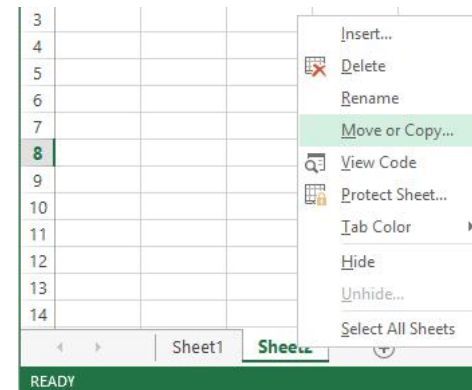 3
4
5
6
7
8
9
10
11
12
13
14
Insert...
Delete
Rename
Move or Copy...
View Code
Protect Sheet...
Tab Color
Hide
Unhide...
Select All Sheets
Sheet1 Sheet2
READY